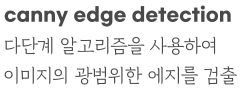 canny edge detection
다단계 알고리즘을 사용하여
이미지의 광범위한 에지를 검출